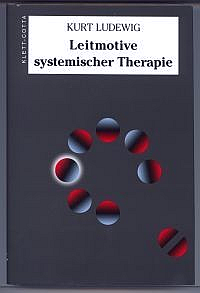 KURT LUDEWIG
Leitmotive
systemischer Therapie
KLETT-COTTA